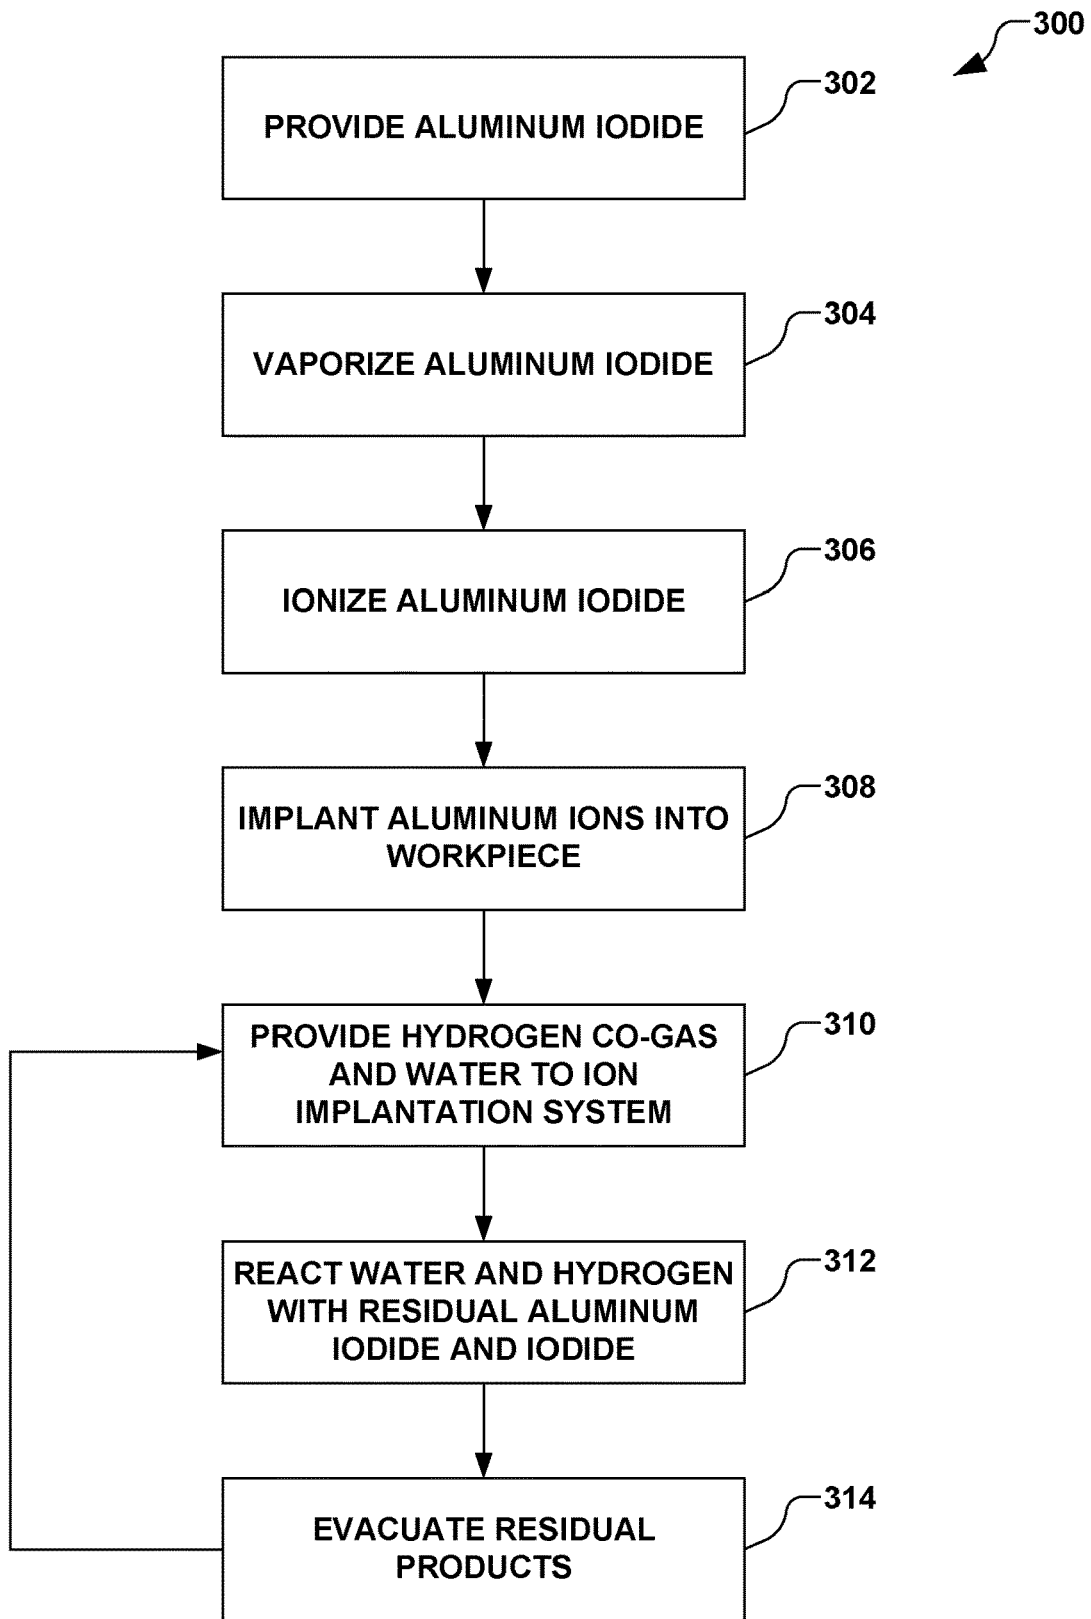 300
PROVIDE ALUMINUM IODIDE
302
VAPORIZE ALUMINUM IODIDE
304
IONIZE ALUMINUM IODIDE
306
IMPLANT ALUMINUM IONS INTO
WORKPIECE
308
PROVIDE HYDROGEN CO-GAS
AND WATER TO ION
IMPLANTATION SYSTEM
310
REACT WATER AND HYDROGEN
WITH RESIDUAL ALUMINUM
IODIDE AND IODIDE
312
EVACUATE RESIDUAL
PRODUCTS
314